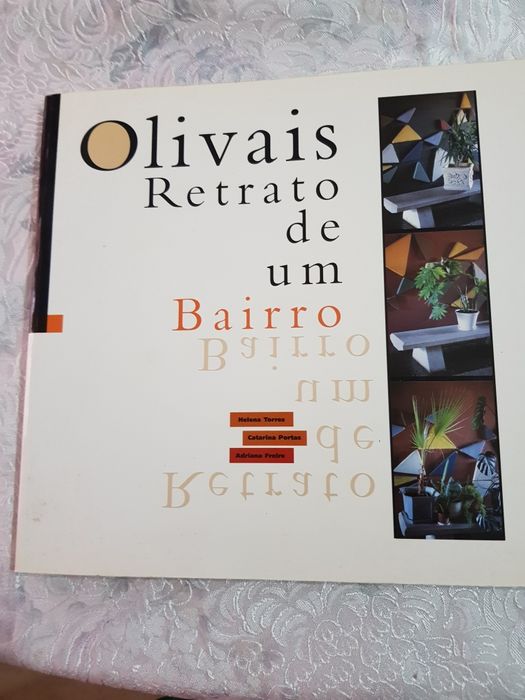 Olivais
Retrato
de
um
Bairro
Bairro
um
de
Retrato
Helena Torres
Catarina Portas
Adriana Freire